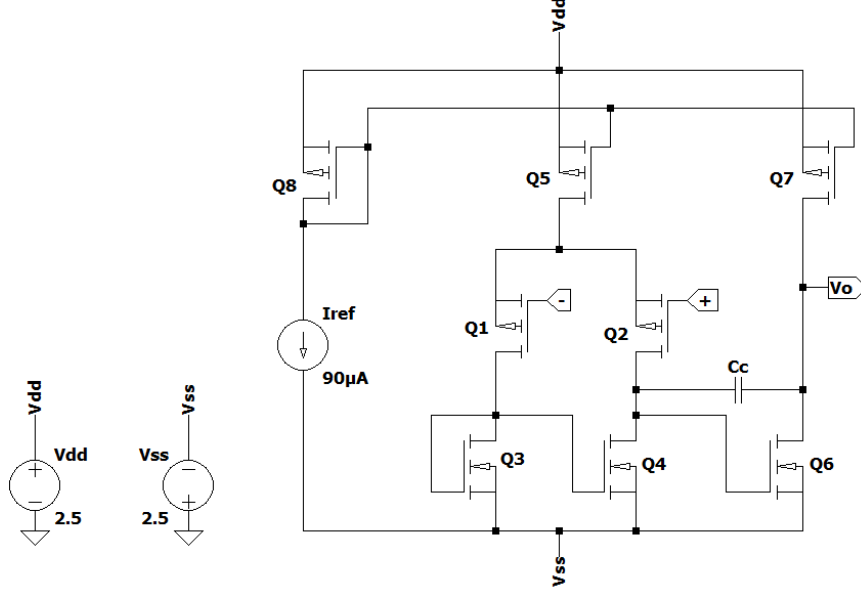 Vdd
Q8
Q5
Q7
Iref
90µA
Q1
-
Q2
+
Vo
Cc
Vdd
Vss
Vdd
2.5
Vss
2.5
Q3
Q4
Q6
Vss